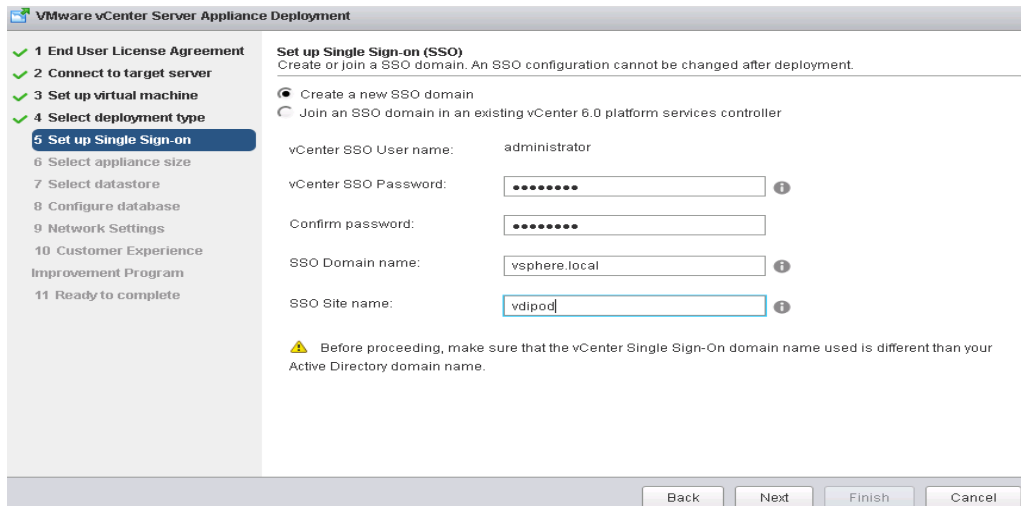 VMware vCenter Server Appliance Deployment
1 End User License Agreement
2 Connect to target server
3 Set up virtual machine
4 Select deployment type
5 Set up Single Sign-on
6 Select appliance size
7 Select datastore
8 Configure database
9 Network Settings
10 Customer Experience
Improvement Program
11 Ready to complete
Set up Single Sign-on (SSO)
Create or join a SSO domain. An SSO configuration cannot be changed after deployment.
Create a new SSO domain
Join an SSO domain in an existing vCenter 6.0 platform services controller
vCenter SSO User name: administrator
vCenter SSO Password: ••••••••
Confirm password: ••••••••
SSO Domain name: vsphere.local
SSO Site name: vdipod
Before proceeding, make sure that the vCenter Single Sign-On domain name used is different than your
Active Directory domain name.
Back Next Finish Cancel